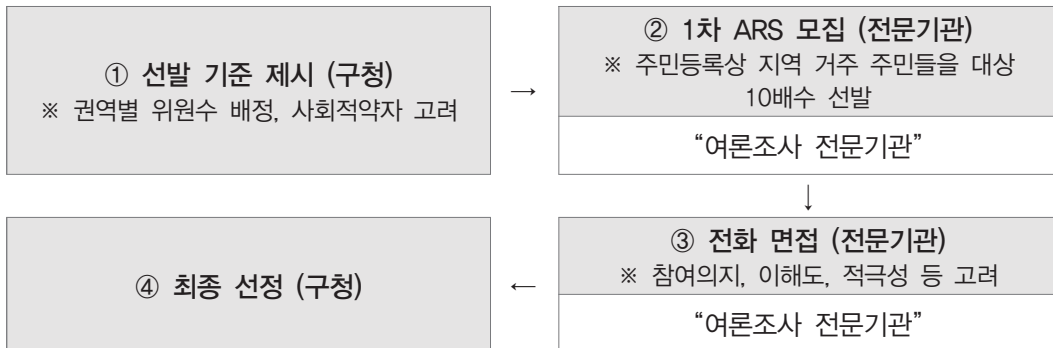 ① 선발 기준 제시 (구청)
※ 권역별 위원수 배정, 사회적약자 고려
→
② 1차 ARS 모집 (전문기관)
※ 주민등록상 지역 거주 주민들을 대상
10배수 선발
“여론조사 전문기관”
↓
③ 전화 면접 (전문기관)
※ 참여의지, 이해도, 적극성 등 고려
“여론조사 전문기관”
←
④ 최종 선정 (구청)